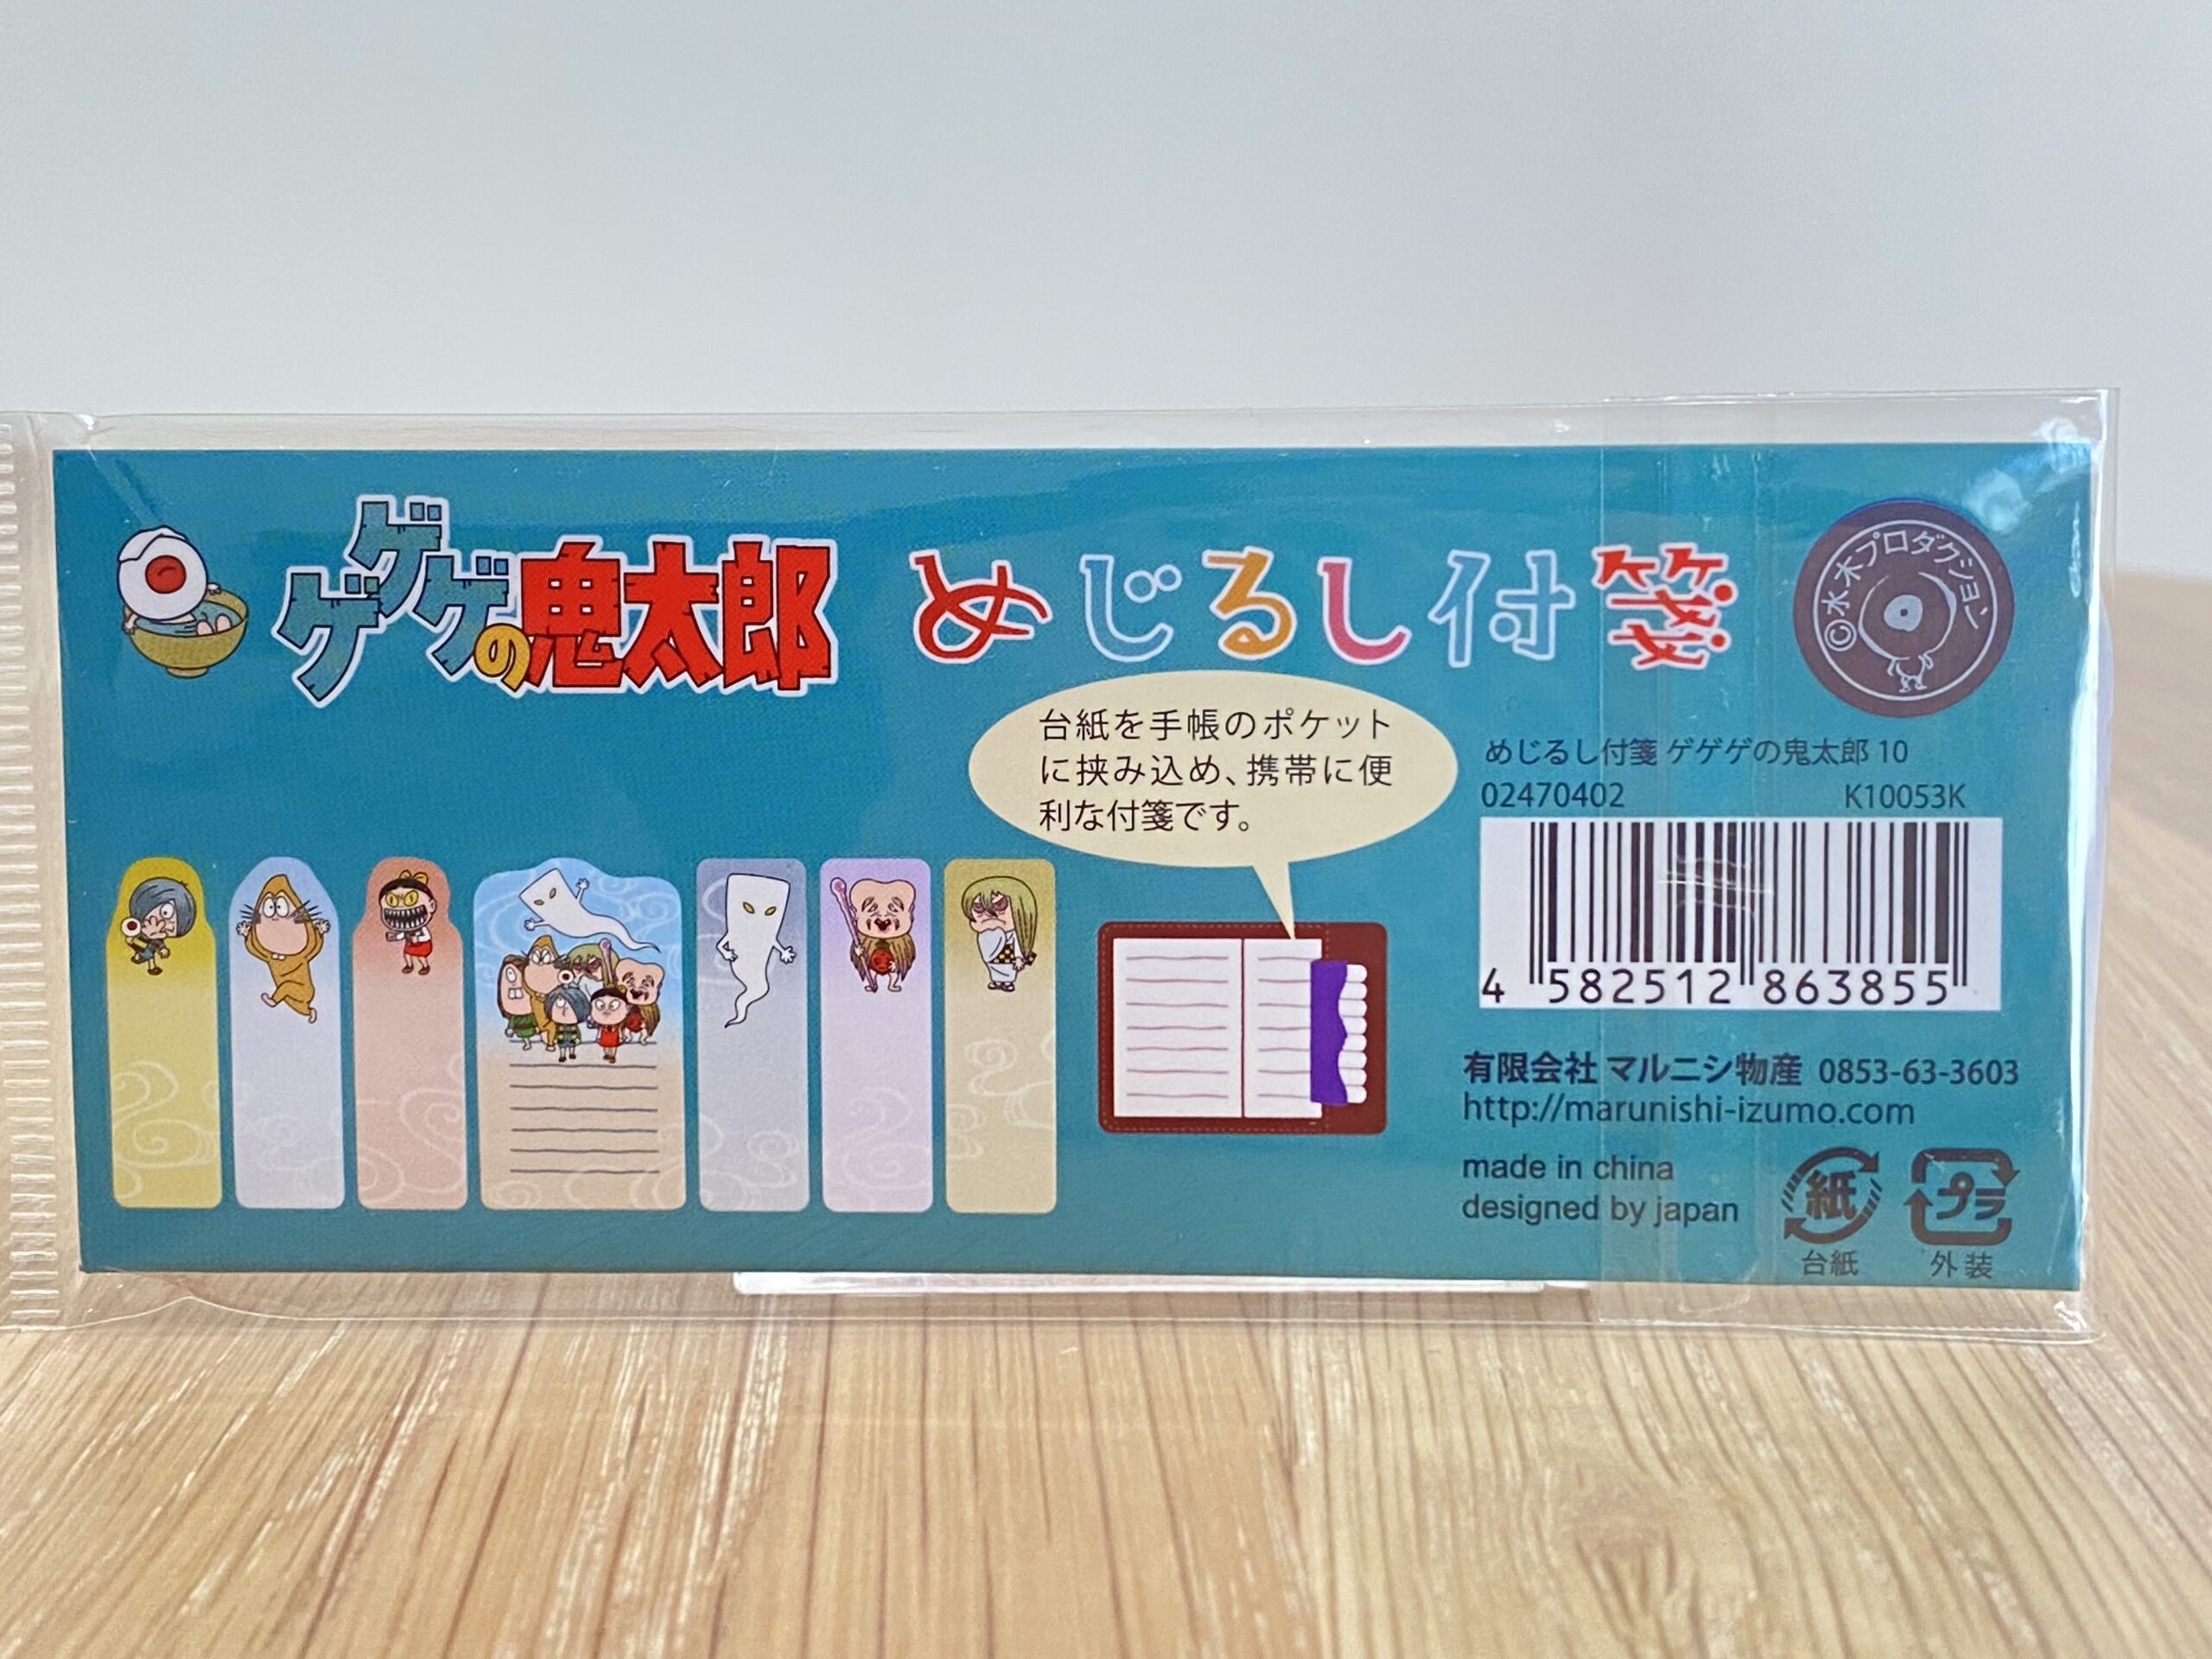 ゲゲゲの鬼太郎 めじるし付箋
©水木プロダクション
台紙を手帳のポケット
に挟み込め、携帯に便
利な付箋です。
めじるし付箋 ゲゲゲの鬼太郎 10
02470402 K10053K
4 582512 863855
有限会社 マルニシ物産 0853-63-3603
http://marunishi-izumo.com
made in china
designed by japan
紙 プラ
台紙 外装